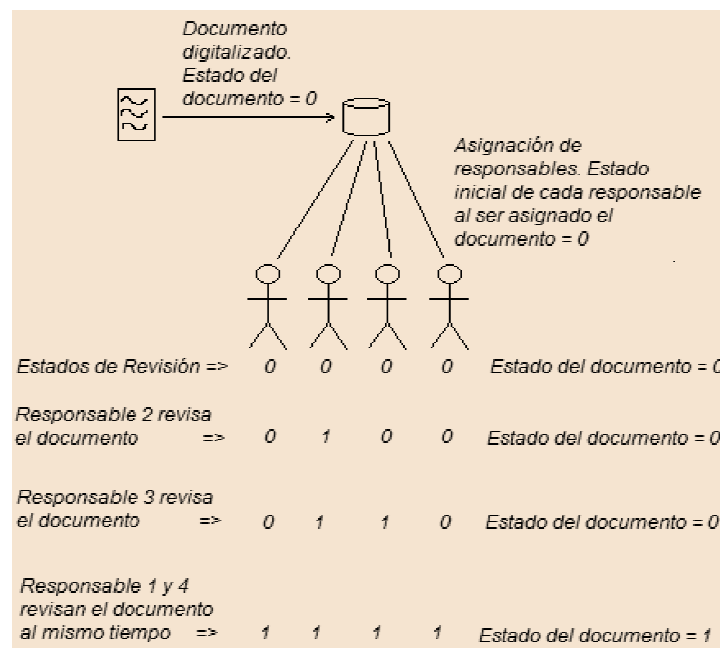 Documento
digitalizado.
Estado del
documento = 0
Asignación de
responsables. Estado
inicial de cada responsable
al ser asignado el
documento = 0
Estados de Revisión => 0 0 0 0 Estado del documento = 0
Responsable 2 revisa
el documento => 0 1 0 0 Estado del documento = 0
Responsable 3 revisa
el documento => 0 1 1 0 Estado del documento = 0
Responsable 1 y 4
revisan el documento
al mismo tiempo => 1 1 1 1 Estado del documento = 1